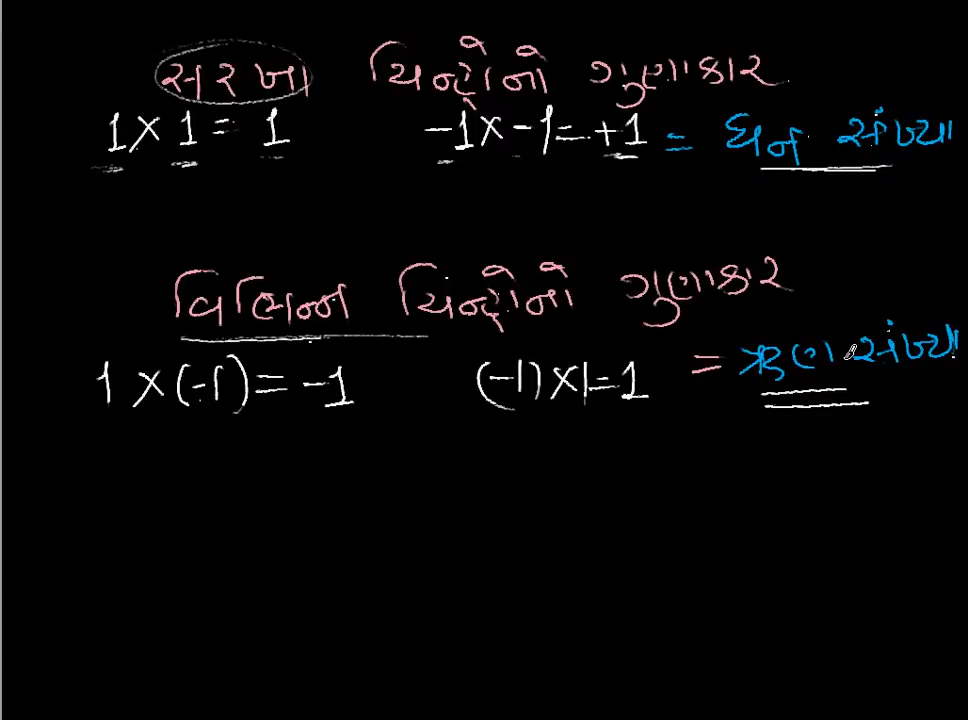 સરખા ચિહ્નોનો ગુણાકાર
1 × 1 = 1 -1 × -1 = +1 = ધન સંખ્યા
વિભિન્ન ચિહ્નોનો ગુણાકાર
1 × (-1) = -1 (-1) × 1 = 1 = ઋણ સંખ્યા